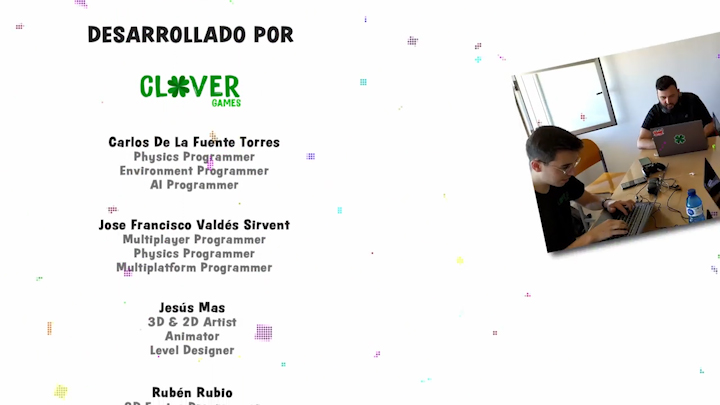 DESARROLLADO POR
CLOVER
GAMES
Carlos De La Fuente Torres
Physics Programmer
Environment Programmer
AI Programmer
Jose Francisco Valdés Sirvent
Multiplayer Programmer
Physics Programmer
Multiplatform Programmer
Jesús Mas
3D & 2D Artist
Animator
Level Designer
Rubén Rubio